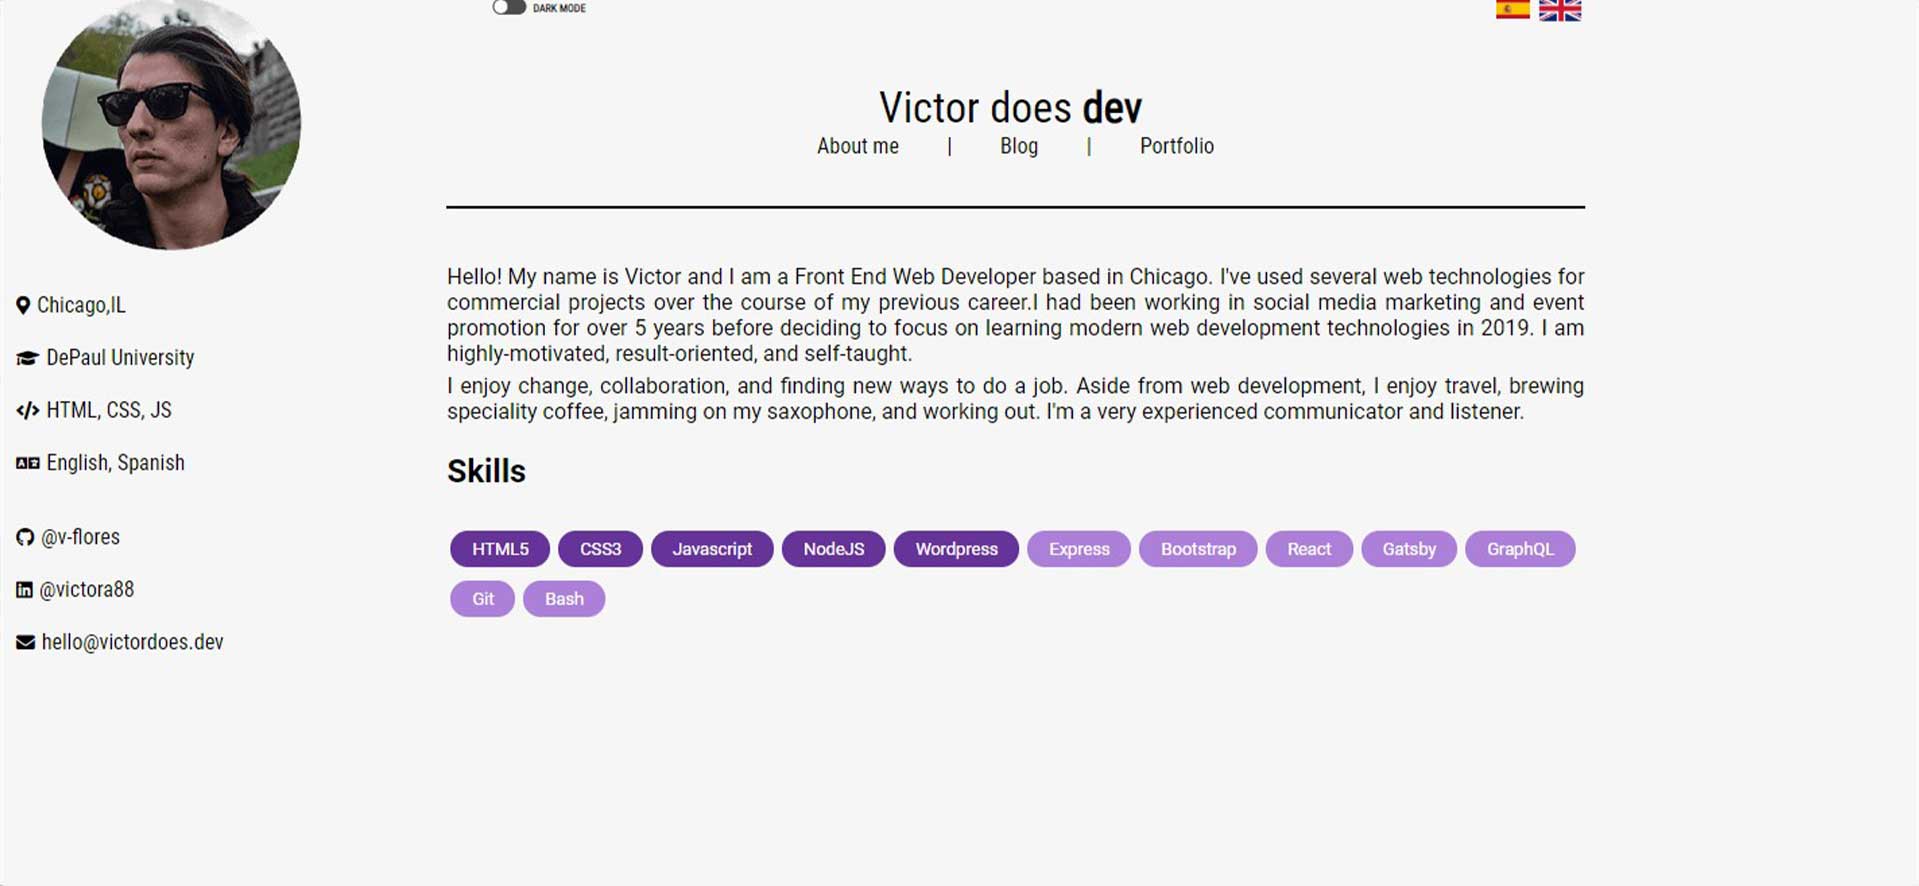 DARK MODE
Victor does dev
About me | Blog | Portfolio
Chicago,IL
DePaul University
HTML, CSS, JS
English, Spanish
@v-flores
@victora88
hello@victordoes.dev
Hello! My name is Victor and I am a Front End Web Developer based in Chicago. I've used several web technologies for
commercial projects over the course of my previous career.I had been working in social media marketing and event
promotion for over 5 years before deciding to focus on learning modern web development technologies in 2019. I am
highly-motivated, result-oriented, and self-taught.
I enjoy change, collaboration, and finding new ways to do a job. Aside from web development, I enjoy travel, brewing
speciality coffee, jamming on my saxophone, and working out. I'm a very experienced communicator and listener.
Skills
HTML5 CSS3 Javascript NodeJS Wordpress Express Bootstrap React Gatsby GraphQL
Git Bash